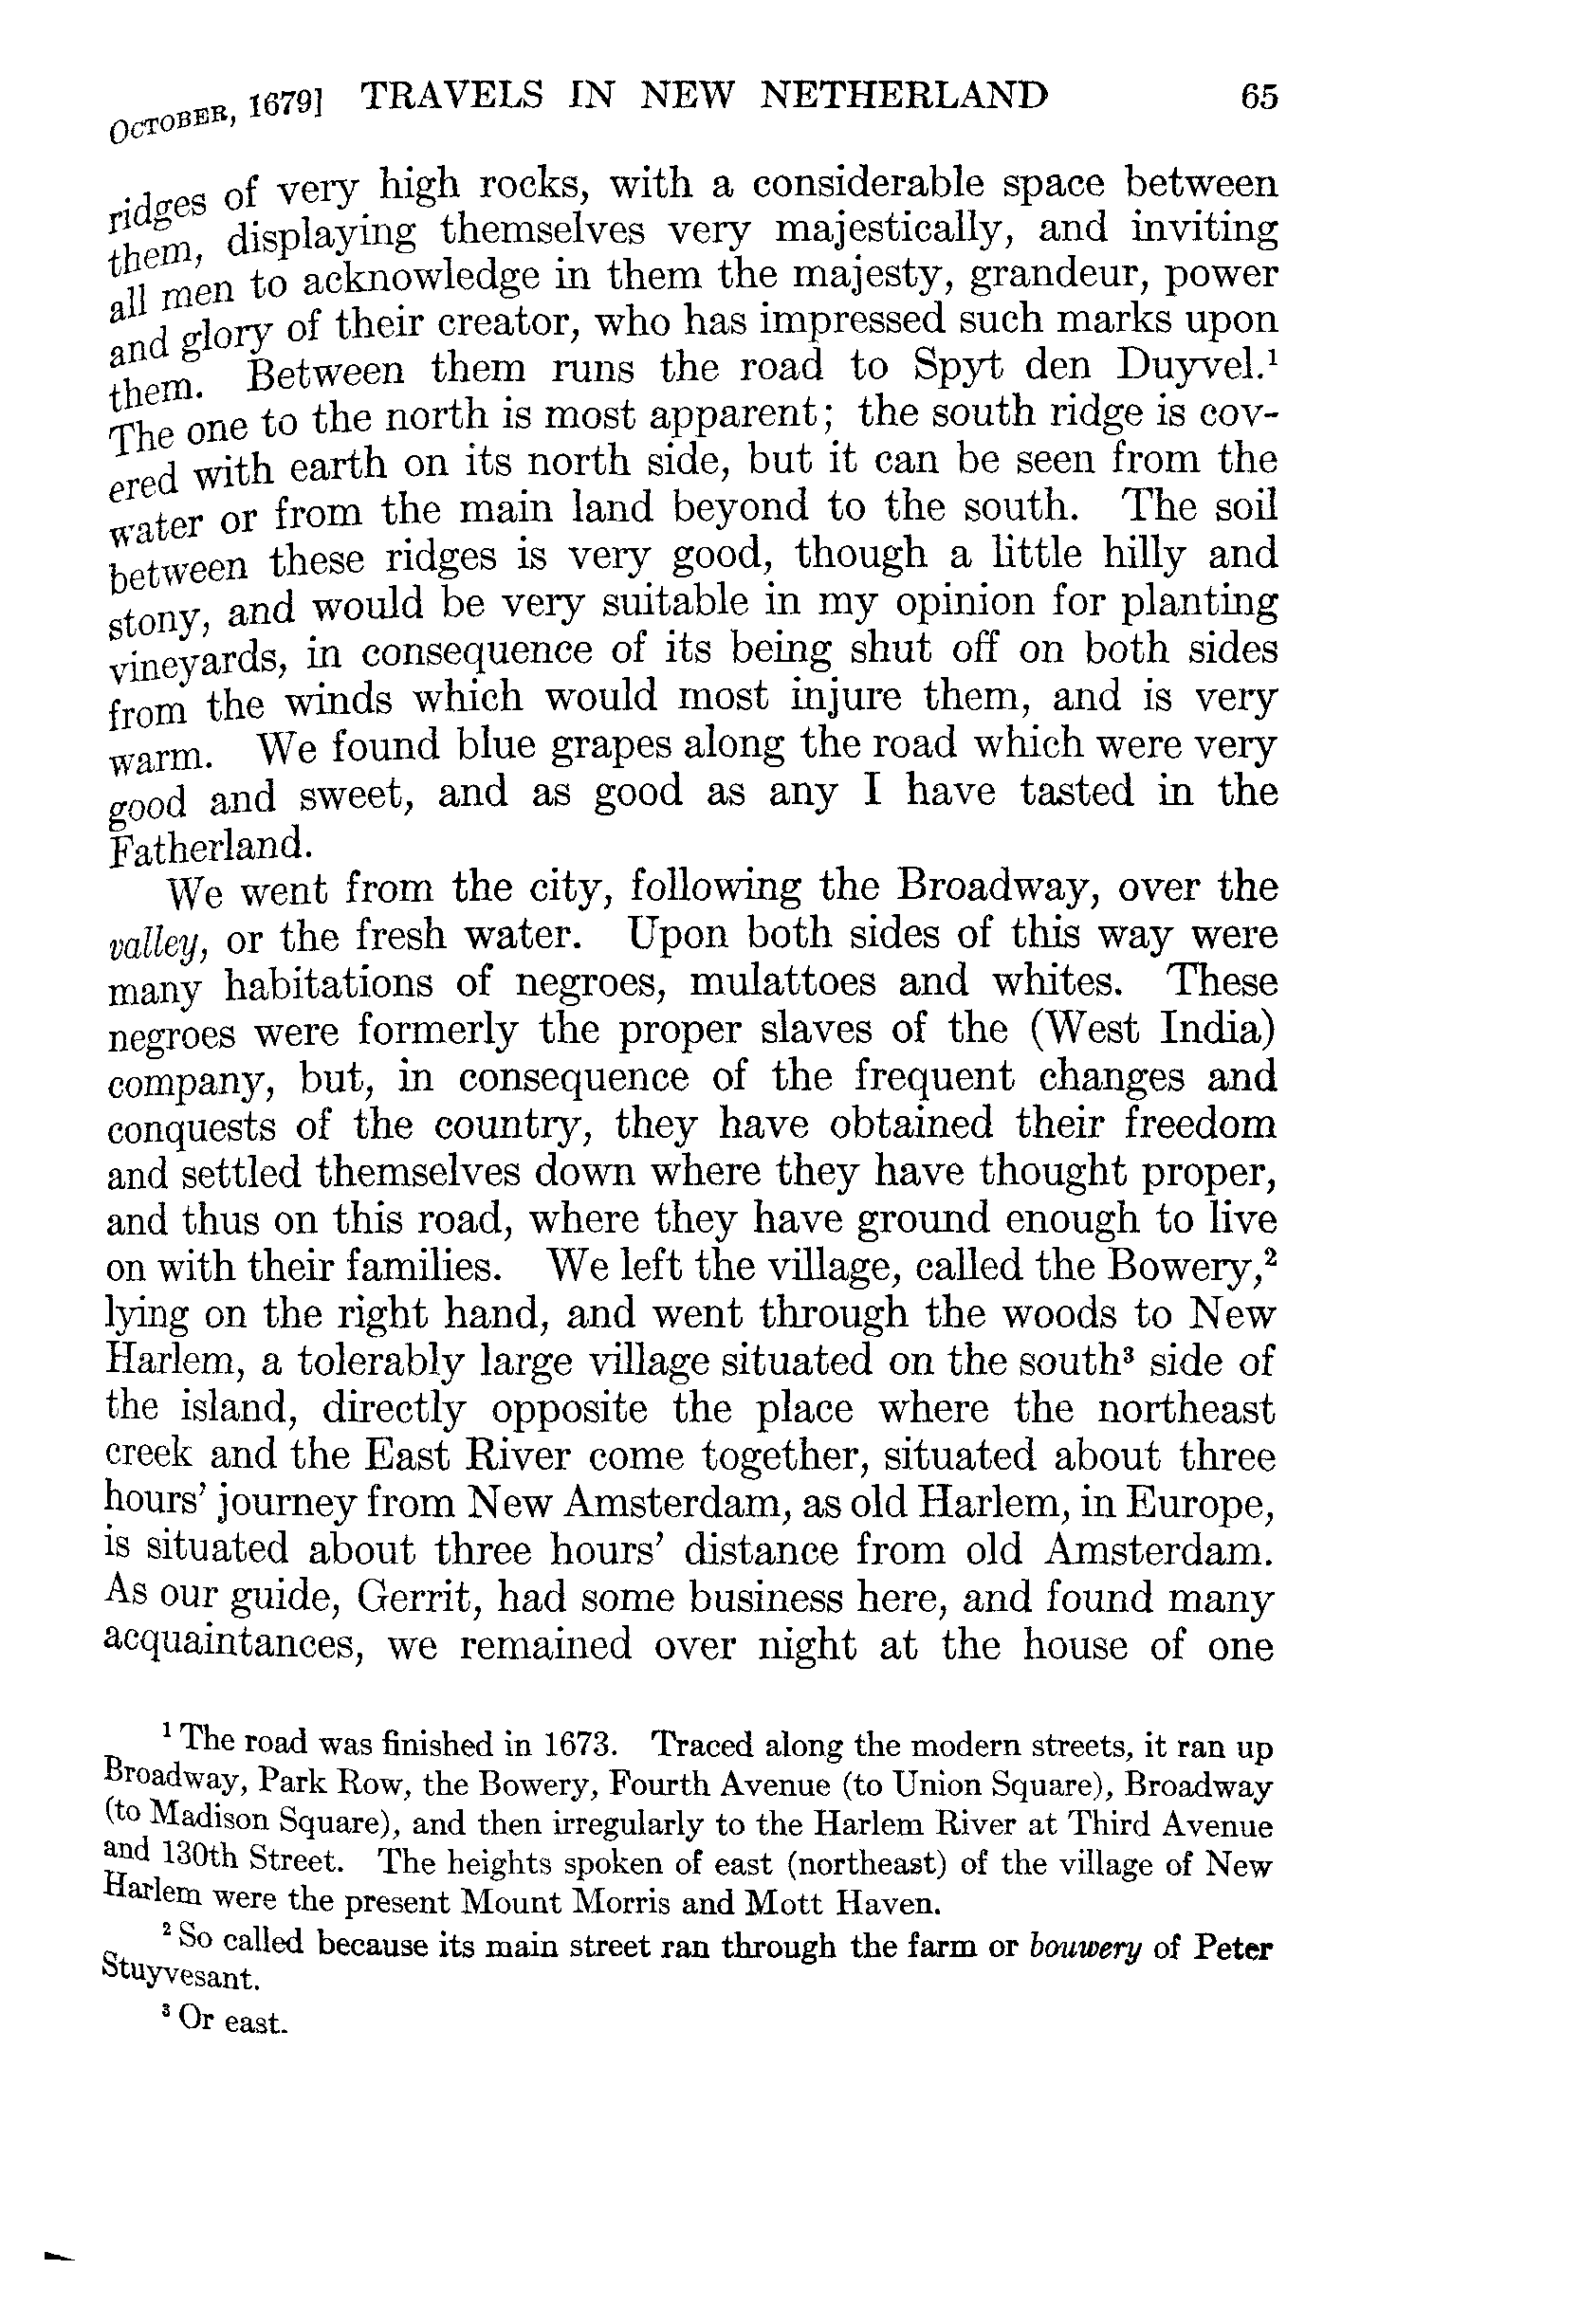 OCTOBER, 1679] TRAVELS IN NEW NETHERLAND 65
ridges of very high rocks, with a considerable space between
them, displaying themselves very majestically, and inviting
all men to acknowledge in them the majesty, grandeur, power
and glory of their creator, who has impressed such marks upon
them. Between them runs the road to Spyt den Duyvel.¹
The one to the north is most apparent; the south ridge is cov-
ered with earth on its north side, but it can be seen from the
water or from the main land beyond to the south. The soil
between these ridges is very good, though a little hilly and
stony, and would be very suitable in my opinion for planting
vineyards, in consequence of its being shut off on both sides
from the winds which would most injure them, and is very
warm. We found blue grapes along the road which were very
good and sweet, and as good as any I have tasted in the
Fatherland.
We went from the city, following the Broadway, over the
valley, or the fresh water. Upon both sides of this way were
many habitations of negroes, mulattoes and whites. These
negroes were formerly the proper slaves of the (West India)
company, but, in consequence of the frequent changes and
conquests of the country, they have obtained their freedom
and settled themselves down where they have thought proper,
and thus on this road, where they have ground enough to live
on with their families. We left the village, called the Bowery,²
lying on the right hand, and went through the woods to New
Harlem, a tolerably large village situated on the south³ side of
the island, directly opposite the place where the northeast
creek and the East River come together, situated about three
hours' journey from New Amsterdam, as old Harlem, in Europe,
is situated about three hours' distance from old Amsterdam.
As our guide, Gerrit, had some business here, and found many
acquaintances, we remained over night at the house of one
¹ The road was finished in 1673. Traced along the modern streets, it ran up
Broadway, Park Row, the Bowery, Fourth Avenue (to Union Square), Broadway
(to Madison Square), and then irregularly to the Harlem River at Third Avenue
and 130th Street. The heights spoken of east (northeast) of the village of New
Harlem were the present Mount Morris and Mott Haven.
² So called because its main street ran through the farm or bouwery of Peter
Stuyvesant.
³ Or east.